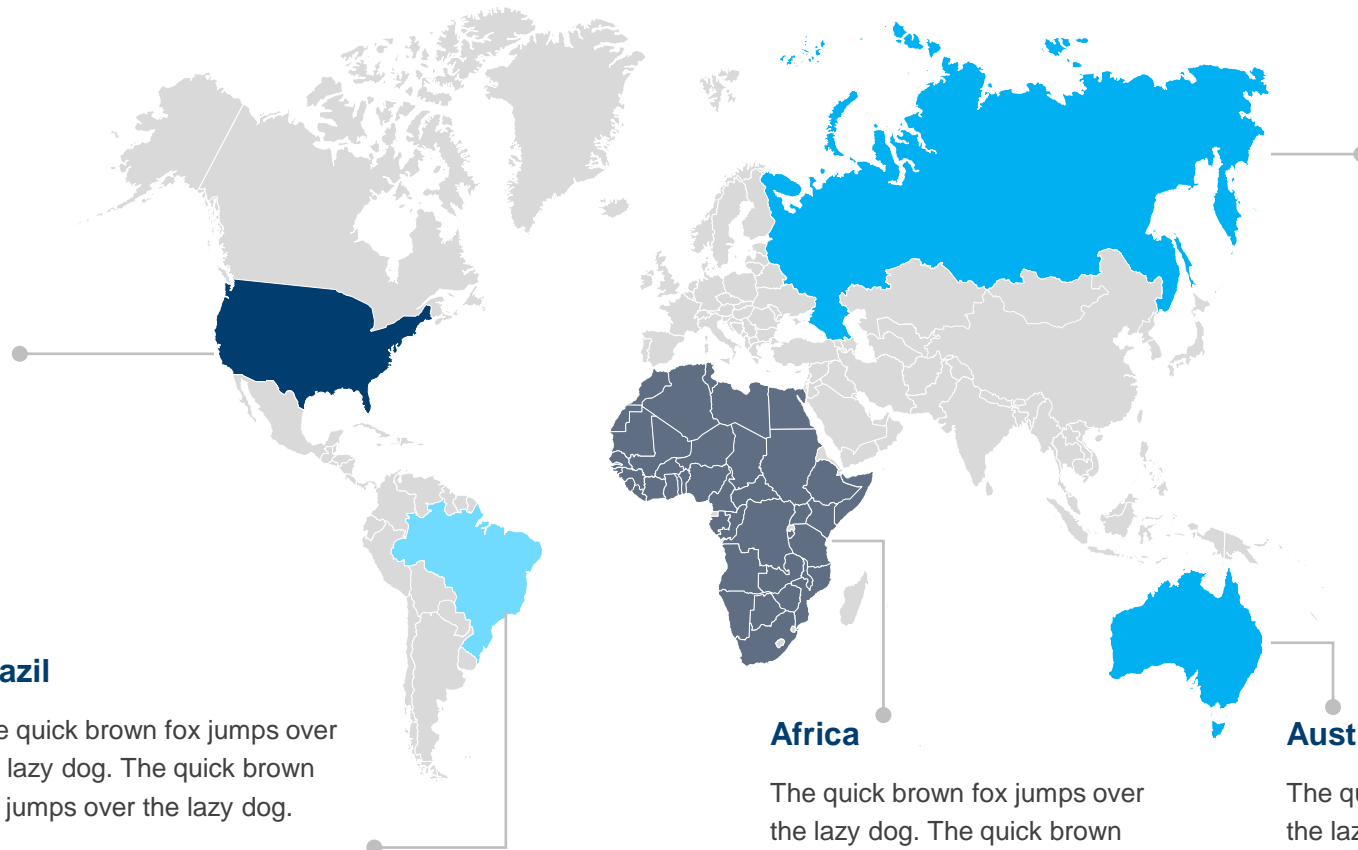 azil
e quick brown fox jumps over
lazy dog. The quick brown
jumps over the lazy dog.
Africa
The quick brown fox jumps over
the lazy dog. The quick brown
Aust
The qu
the laz